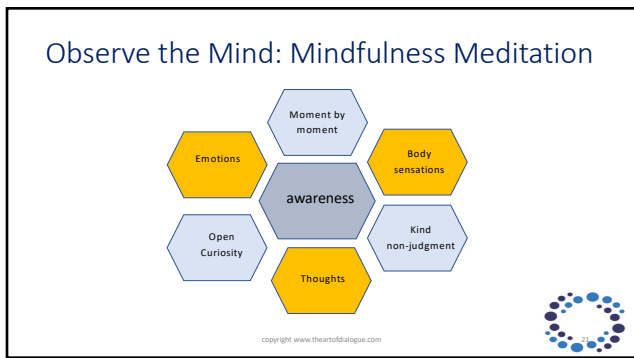 Observe the Mind: Mindfulness Meditation
Moment by
moment
Emotions
Body
sensations
awareness
Open
Curiosity
Kind
non-judgment
Thoughts
copyright www.theartofdialogue.com
21